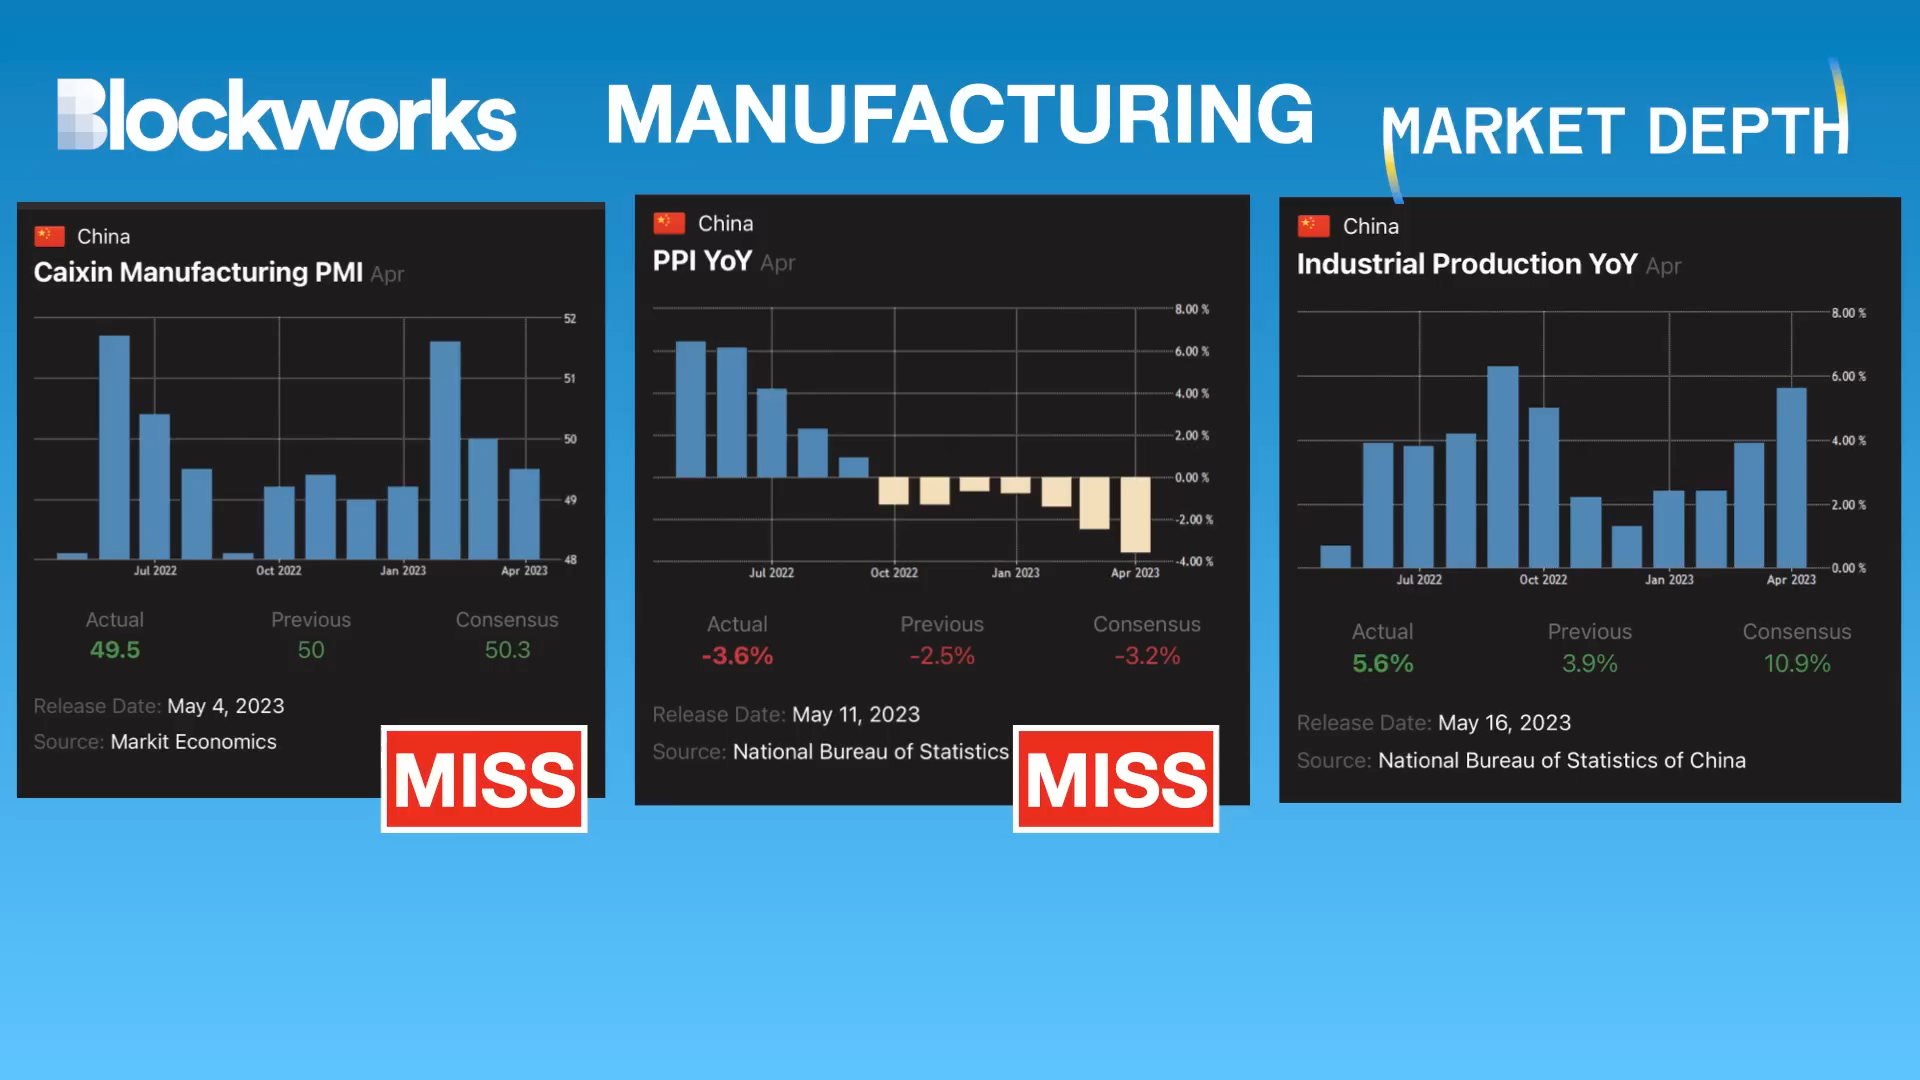 Blockworks
MANUFACTURING
MARKET DEPTH
China
Caixin Manufacturing PMI Apr
52
51
50
49
48
Jul 2022 Oct 2022 Jan 2023 Apr 2023
Actual Previous Consensus
49.5 50 50.3
Release Date: May 4, 2023
Source: Markit Economics
MISS
China
PPI YoY Apr
8.00 %
6.00 %
4.00 %
2.00 %
0.00 %
-2.00 %
-4.00 %
Jul 2022 Oct 2022 Jan 2023 Apr 2023
Actual Previous Consensus
-3.6% -2.5% -3.2%
Release Date: May 11, 2023
Source: National Bureau of Statistics
MISS
China
Industrial Production YoY Apr
8.00 %
6.00 %
4.00 %
2.00 %
0.00 %
Jul 2022 Oct 2022 Jan 2023 Apr 2023
Actual Previous Consensus
5.6% 3.9% 10.9%
Release Date: May 16, 2023
Source: National Bureau of Statistics of China